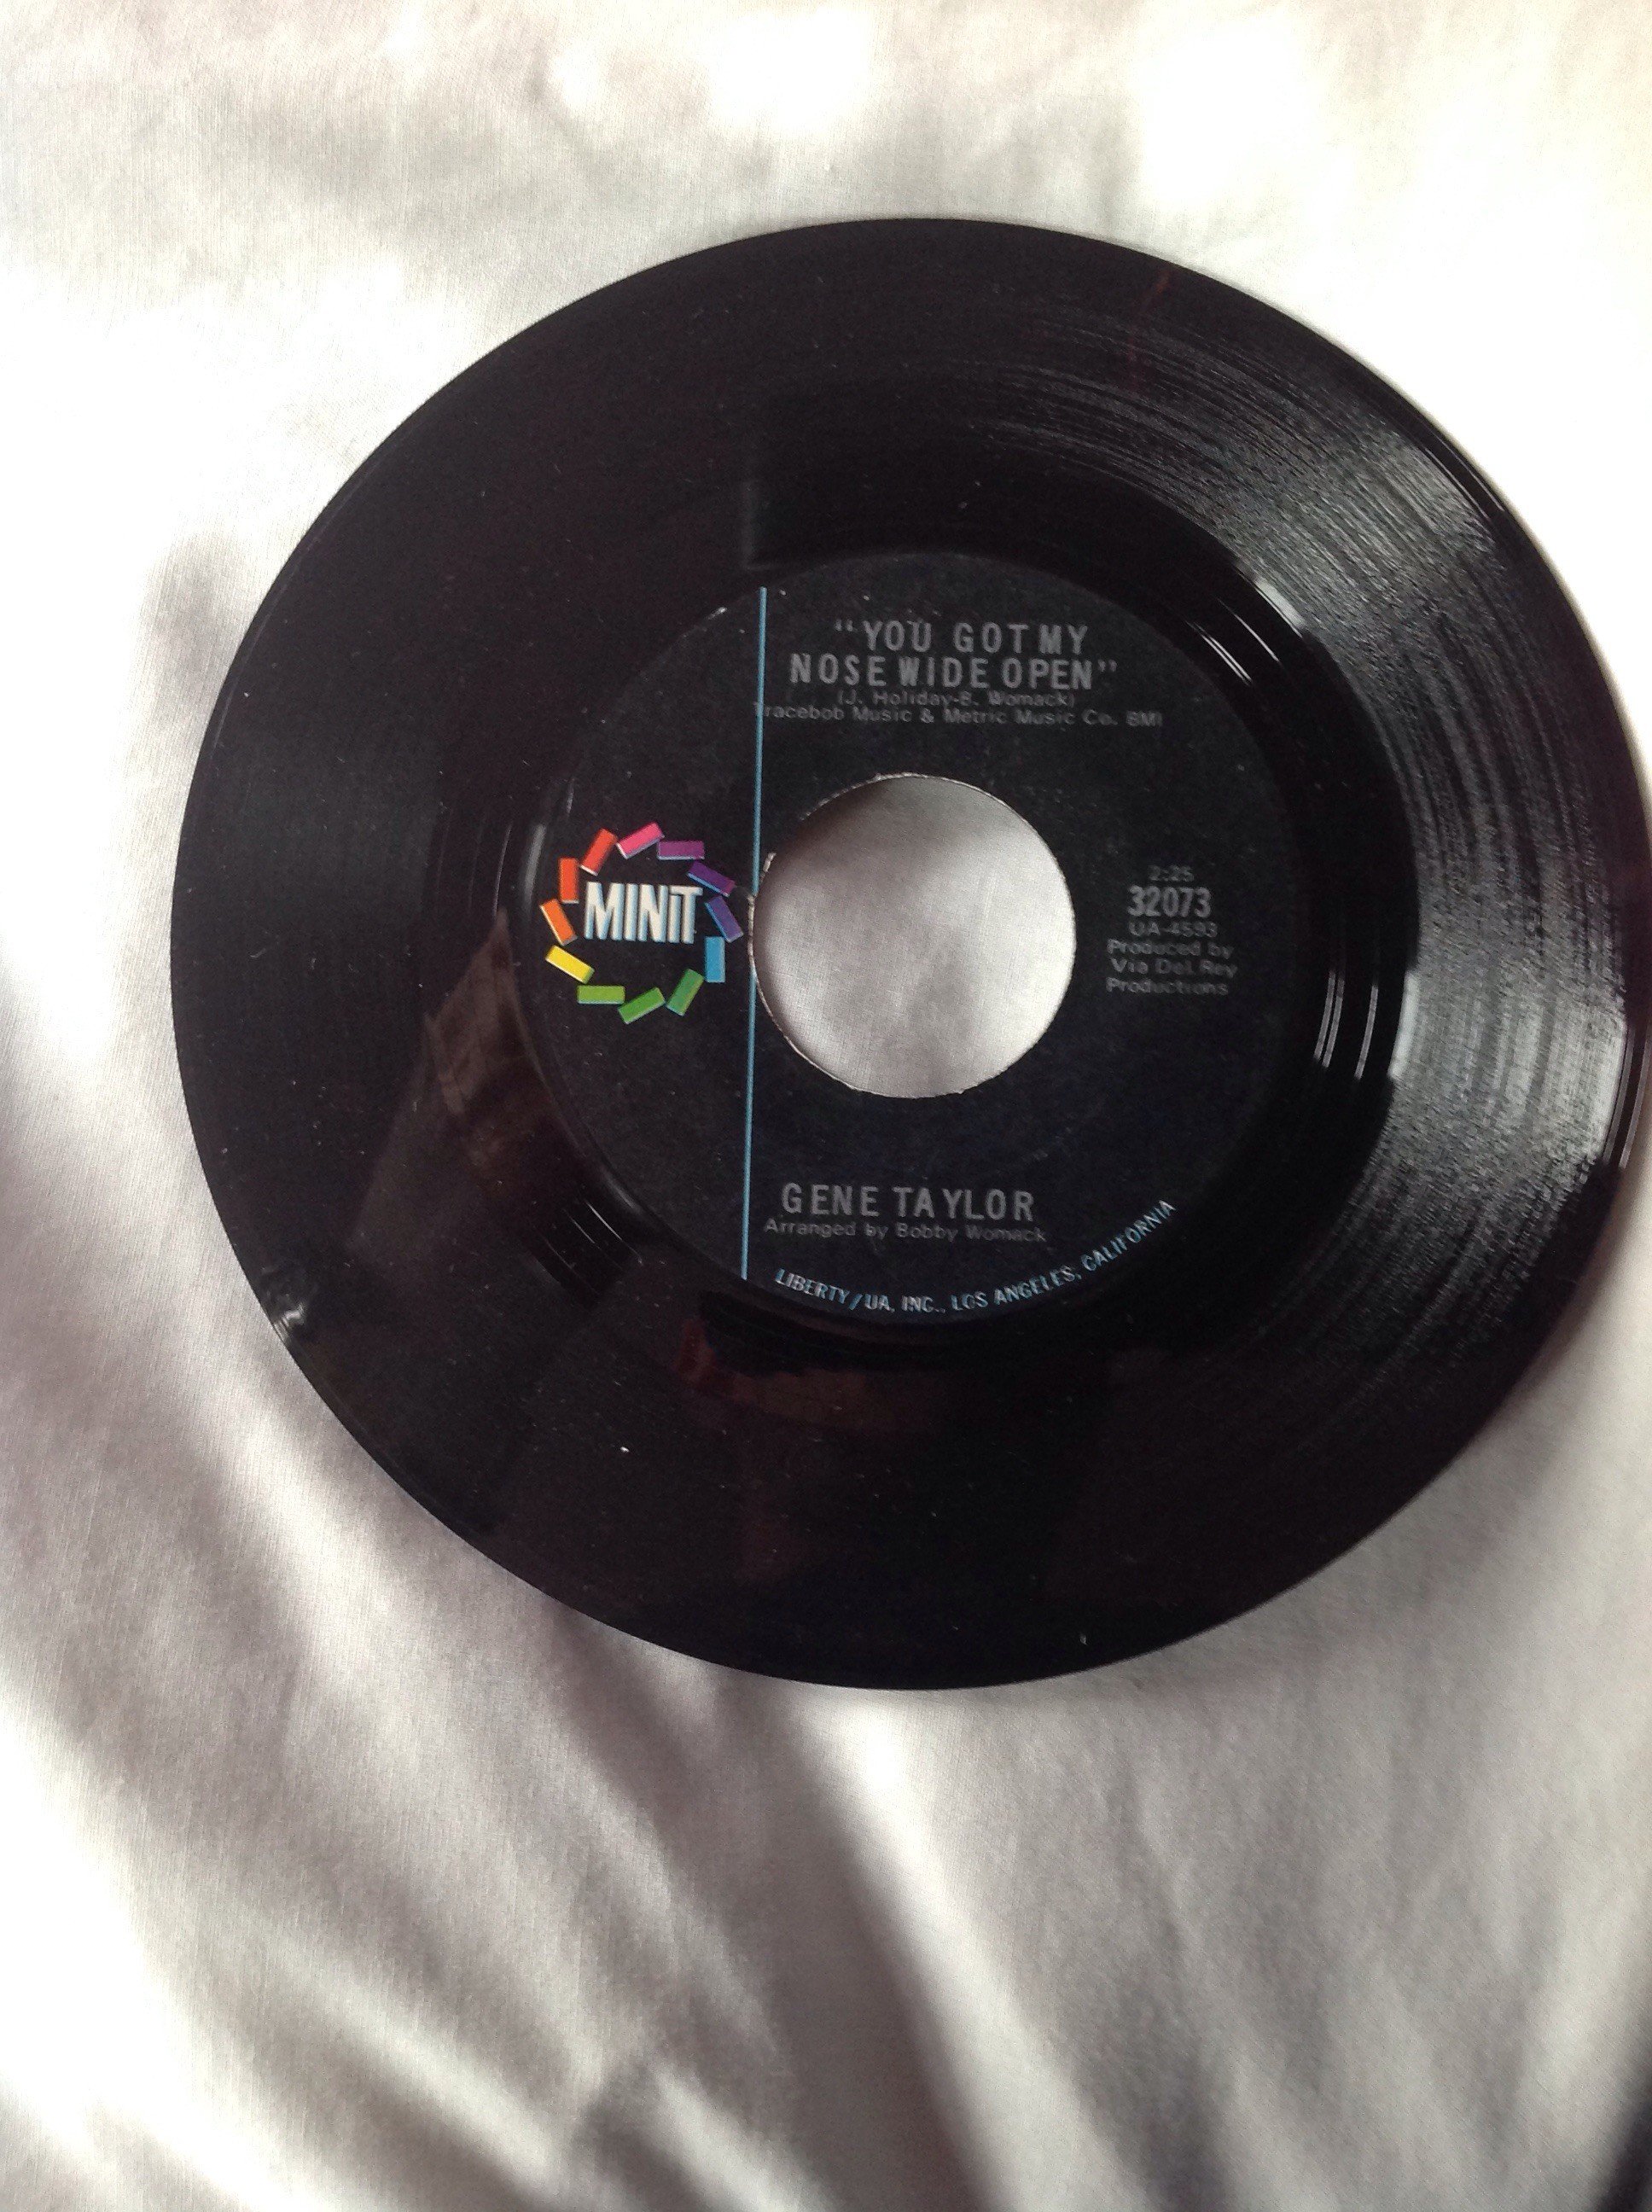 "YOU GOT MY
NOSE WIDE OPEN"
(J. Holiday-B. Womack)
Tracebob Music & Metric Music Co. BMI
MINIT
2:25
32073
UA-4593
Produced by
Via Del Rey
Productions
GENE TAYLOR
Arranged by Bobby Womack
LIBERTY/UA, INC., LOS ANGELES, CALIFORNIA